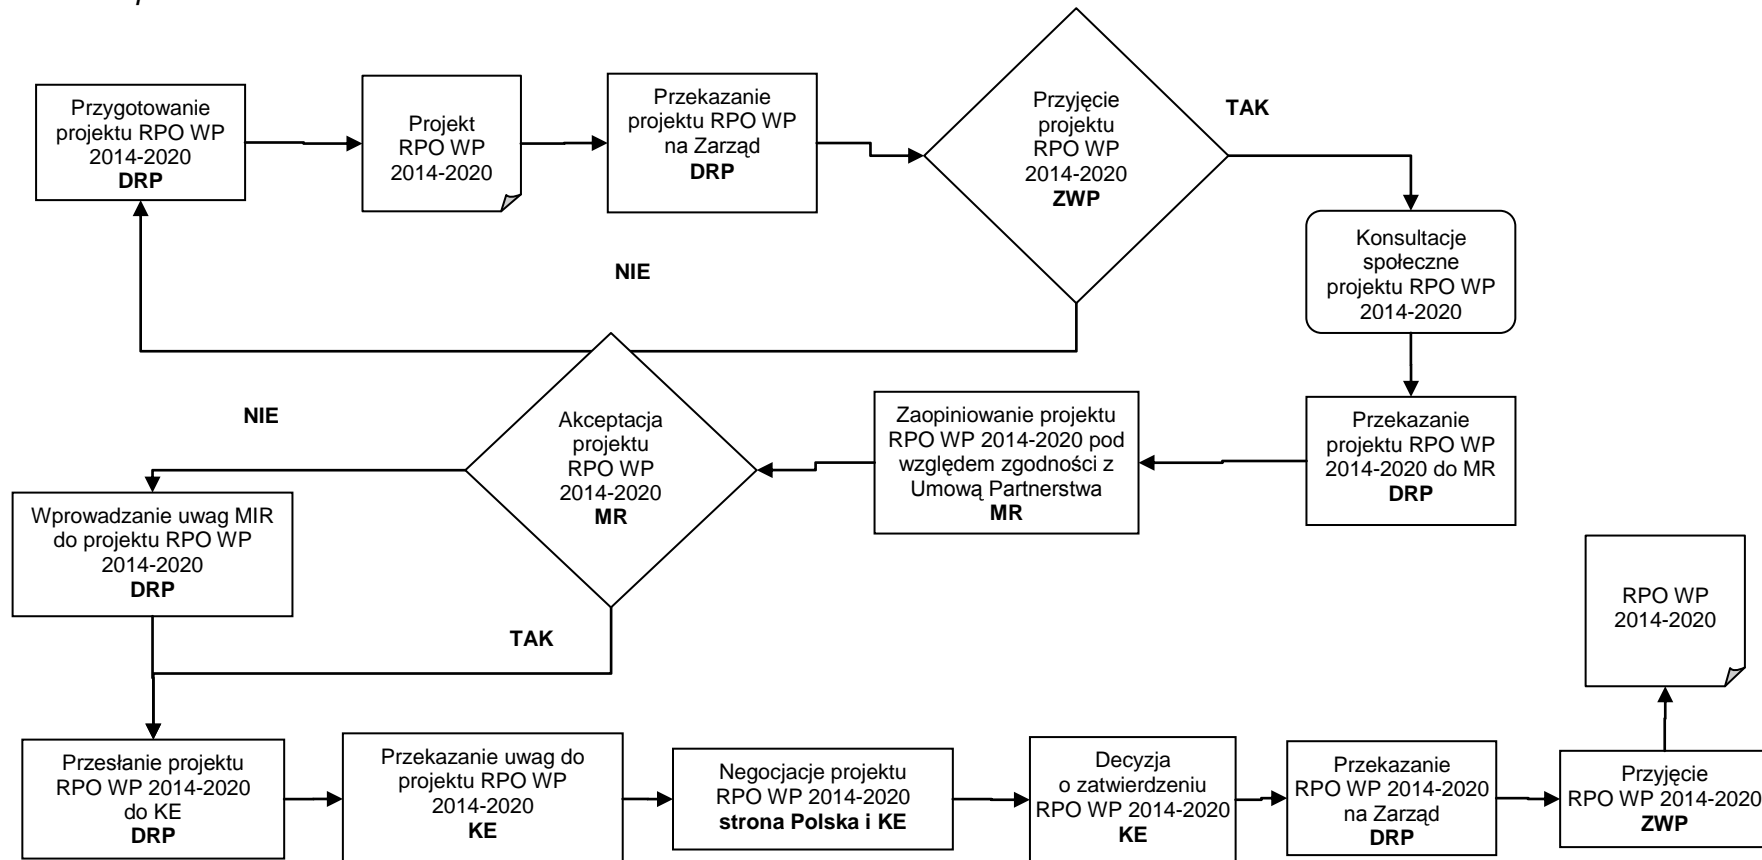 Przygotowanie
projektu RPO WP
2014-2020
DRP
Projekt
RPO WP
2014-2020
Przekazanie
projektu RPO WP
na Zarząd
DRP
Przyjęcie
projektu
RPO WP
2014-2020
ZWP
TAK
NIE
Konsultacje
społeczne
projektu RPO WP
2014-2020
Przekazanie
projektu RPO WP
2014-2020 do MR
DRP
Zaopiniowanie projektu
RPO WP 2014-2020 pod
względem zgodności z
Umową Partnerstwa
MR
Akceptacja
projektu
RPO WP
2014-2020
MR
NIE
Wprowadzanie uwag MIR
do projektu RPO WP
2014-2020
DRP
TAK
Przesłanie projektu
RPO WP 2014-2020
do KE
DRP
Przekazanie uwag do
projektu RPO WP
2014-2020
KE
Negocjacje projektu
RPO WP 2014-2020
strona Polska i KE
Decyzja
o zatwierdzeniu
RPO WP 2014-2020
KE
Przekazanie
RPO WP 2014-2020
na Zarząd
DRP
Przyjęcie
RPO WP 2014-2020
ZWP
RPO WP
2014-2020